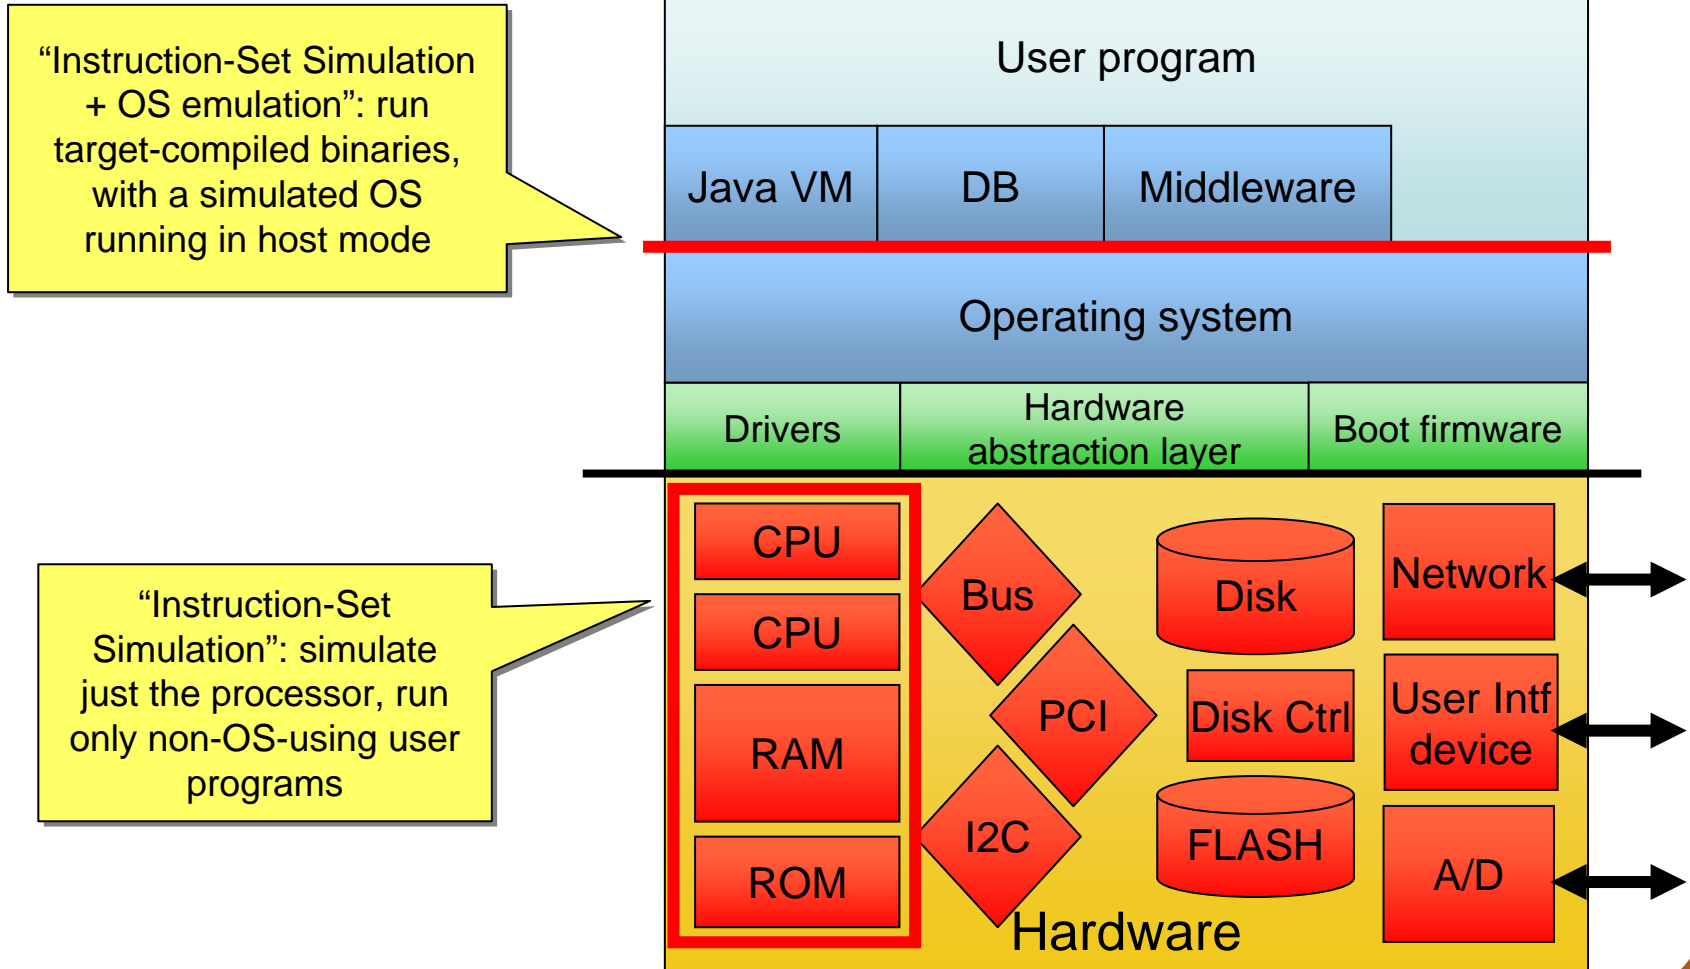 “Instruction-Set Simulation
+ OS emulation”: run
target-compiled binaries,
with a simulated OS
running in host mode
User program
Java VM
DB
Middleware
Operating system
Drivers
Hardware
abstraction layer
Boot firmware
“Instruction-Set
Simulation”: simulate
just the processor, run
only non-OS-using user
programs
CPU
CPU
RAM
ROM
Bus
PCI
I2C
Disk
Disk Ctrl
FLASH
Network
User Intf
device
A/D
Hardware